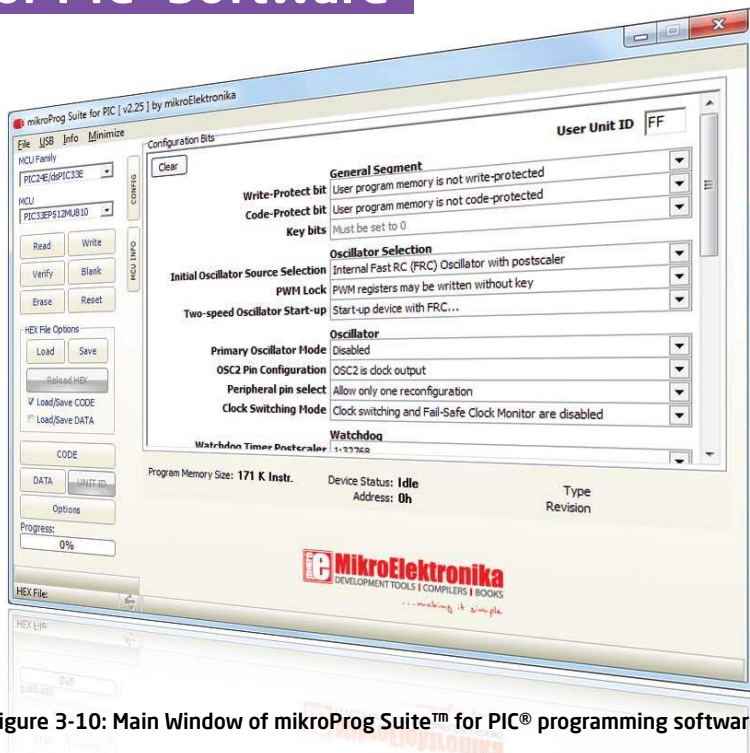 mikroProg Suite for PIC [ v2.25 ] by mikroElektronika
File USB Info Minimize
MCU Family
PIC24E/dsPIC33E
MCU
PIC33EP512MU810
Read Write
Verify Blank
Erase Reset
HEX File Options
Load Save
Reload HEX
Load/Save CODE
Load/Save DATA
CODE
DATA UNIT ID
Options
Progress:
0%
HEX File:
CONFIG
MCU INFO
Configuration Bits
Clear
User Unit ID FF
General Segment
Write-Protect bit User program memory is not write-protected
Code-Protect bit User program memory is not code-protected
Key bits Must be set to 0
Oscillator Selection
Initial Oscillator Source Selection Internal Fast RC (FRC) Oscillator with postscaler
PWM Lock PWM registers may be written without key
Two-speed Oscillator Start-up Start-up device with FRC...
Oscillator
Primary Oscillator Mode Disabled
OSC2 Pin Configuration OSC2 is clock output
Peripheral pin select Allow only one reconfiguration
Clock Switching Mode Clock switching and Fail-Safe Clock Monitor are disabled
Watchdog
Watchdog Timer Postscaler 1:32768
Program Memory Size: 171 K Instr.
Device Status: Idle
Address: 0h
Type
Revision
MikroElektronika
DEVELOPMENT TOOLS | COMPILERS | BOOKS
...making it simple
igure 3-10: Main Window of mikroProg Suite™ for PIC® programming softwar